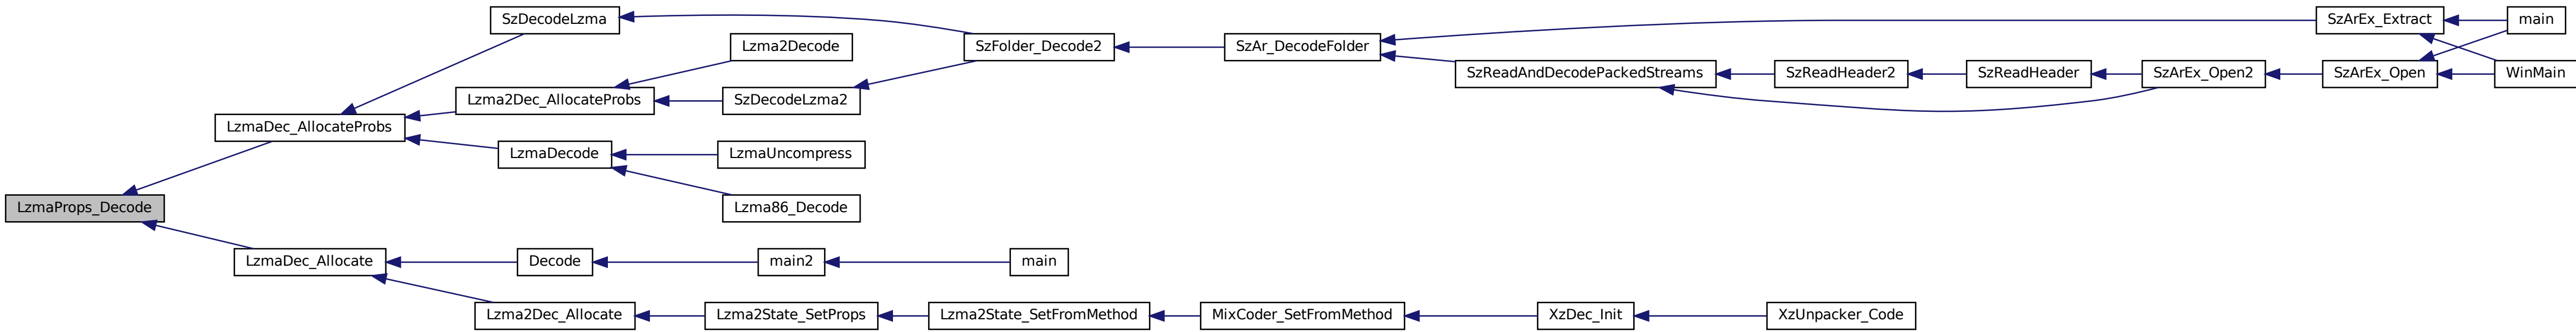 SzDecodeLzma
SzArEx_Extract
main
Lzma2Decode
SzFolder_Decode2
SzAr_DecodeFolder
SzReadAndDecodePackedStreams
SzReadHeader2
SzReadHeader
SzArEx_Open2
SzArEx_Open
WinMain
Lzma2Dec_AllocateProbs
SzDecodeLzma2
LzmaDec_AllocateProbs
LzmaDecode
LzmaUncompress
LzmaProps_Decode
Lzma86_Decode
LzmaDec_Allocate
Decode
main2
main
Lzma2Dec_Allocate
Lzma2State_SetProps
Lzma2State_SetFromMethod
MixCoder_SetFromMethod
XzDec_Init
XzUnpacker_Code